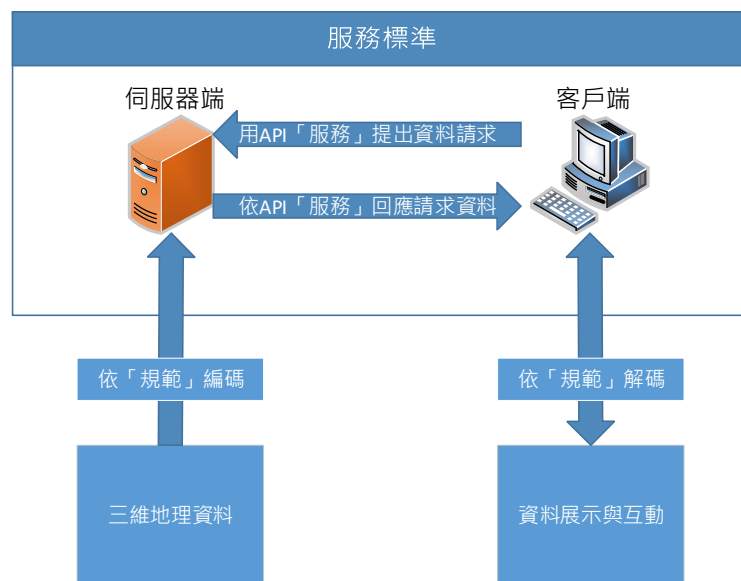 服務標準
伺服器端
客戶端
用API「服務」提出資料請求
依API「服務」回應請求資料
依「規範」編碼
依「規範」解碼
三維地理資料
資料展示與互動